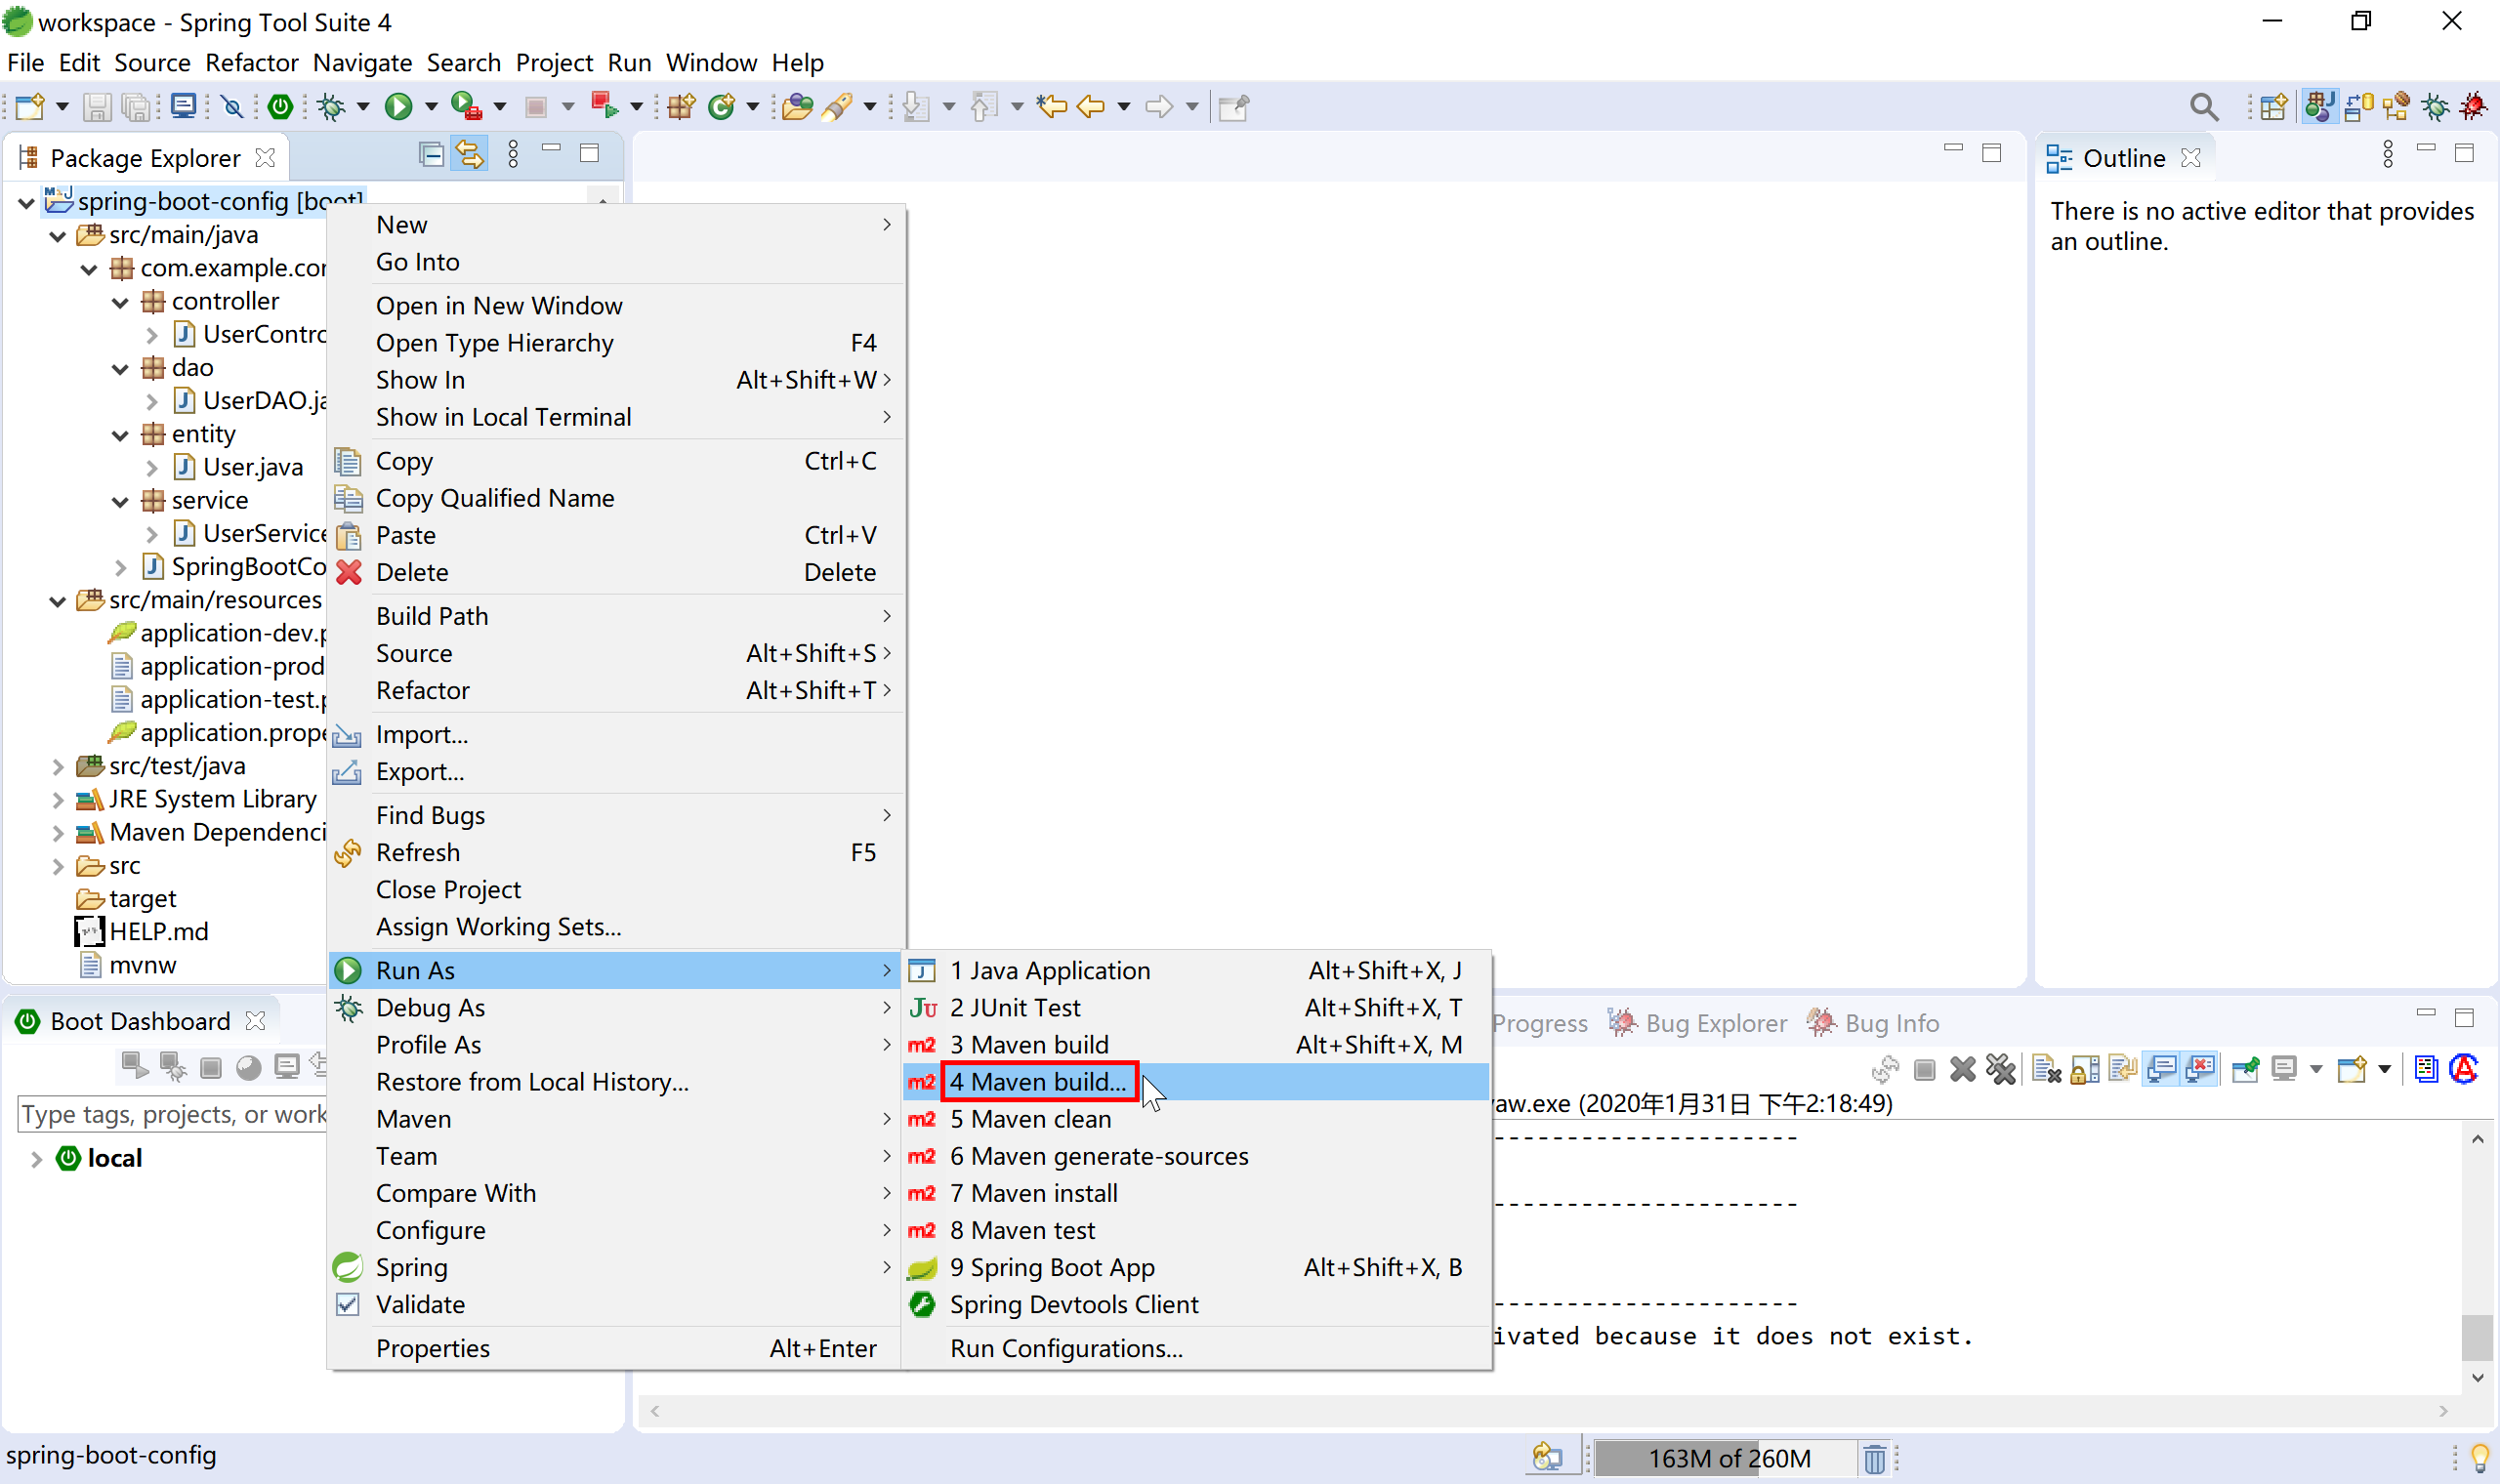 workspace - Spring Tool Suite 4
File Edit Source Refactor Navigate Search Project Run Window Help
Package Explorer
spring-boot-config [boot]
src/main/java
com.example.cor
controller
UserContro
dao
UserDAO.ja
entity
User.java
service
UserService
SpringBootCo
src/main/resources
application-dev.p
application-prod
application-test.p
application.prope
src/test/java
JRE System Library
Maven Dependenci
src
target
HELP.md
mvnw
New
Go Into
Open in New Window
Open Type Hierarchy F4
Show In Alt+Shift+W
Show in Local Terminal
Copy Ctrl+C
Copy Qualified Name
Paste Ctrl+V
Delete Delete
Build Path
Source Alt+Shift+S
Refactor Alt+Shift+T
Import...
Export...
Find Bugs
Refresh F5
Close Project
Assign Working Sets...
Run As
Debug As
Profile As
Restore from Local History...
Maven
Team
Compare With
Configure
Spring
Validate
Properties Alt+Enter
1 Java Application Alt+Shift+X, J
2 JUnit Test Alt+Shift+X, T
3 Maven build Alt+Shift+X, M
4 Maven build...
5 Maven clean
6 Maven generate-sources
7 Maven install
8 Maven test
9 Spring Boot App Alt+Shift+X, B
Spring Devtools Client
Run Configurations...
Outline
There is no active editor that provides
an outline.
Boot Dashboard
Type tags, projects, or work
local
Progress Bug Explorer Bug Info
aw.exe (2020年1月31日 下午2:18:49)
---------------------
---------------------
---------------------
ivated because it does not exist.
spring-boot-config
163M of 260M